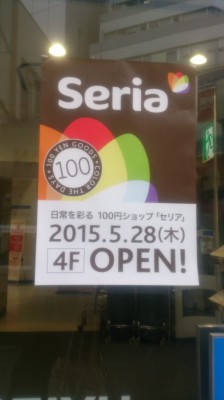 Seria
100 YEN GOODS • COLOR THE DAYS •
100
日常を彩る 100円ショップ「セリア」
2015.5.28(木)
4F OPEN!